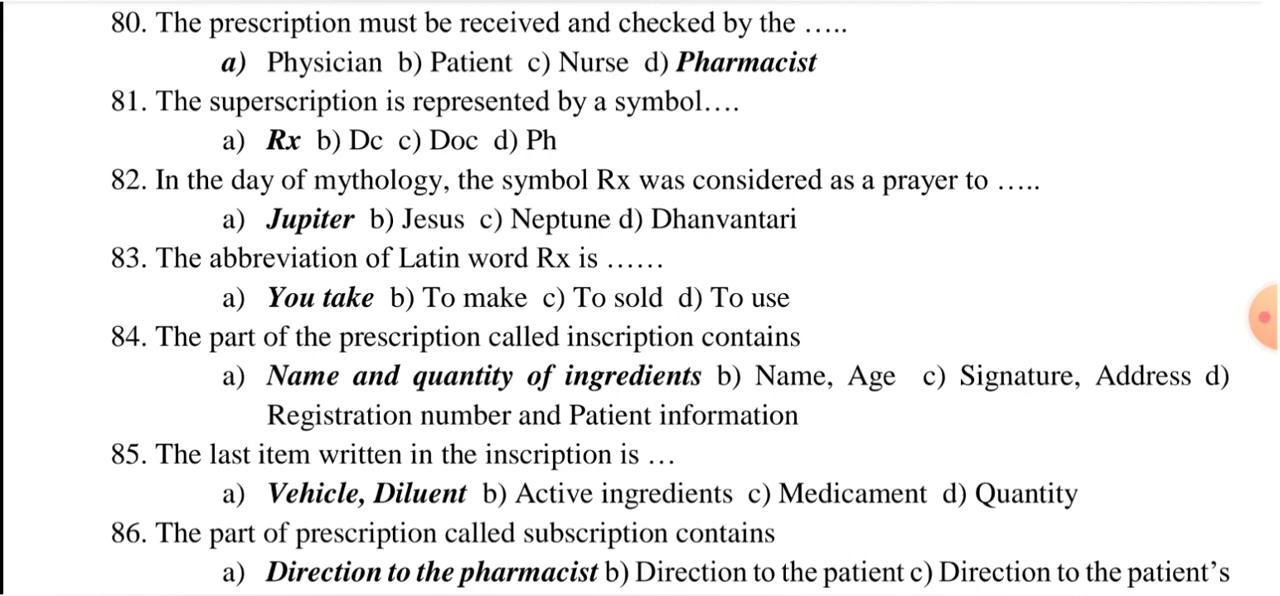 80. The prescription must be received and checked by the …..
a) Physician b) Patient c) Nurse d) Pharmacist
81. The superscription is represented by a symbol….
a) Rx b) Dc c) Doc d) Ph
82. In the day of mythology, the symbol Rx was considered as a prayer to …..
a) Jupiter b) Jesus c) Neptune d) Dhanvantari
83. The abbreviation of Latin word Rx is ……
a) You take b) To make c) To sold d) To use
84. The part of the prescription called inscription contains
a) Name and quantity of ingredients b) Name, Age c) Signature, Address d)
Registration number and Patient information
85. The last item written in the inscription is …
a) Vehicle, Diluent b) Active ingredients c) Medicament d) Quantity
86. The part of prescription called subscription contains
a) Direction to the pharmacist b) Direction to the patient c) Direction to the patient’s